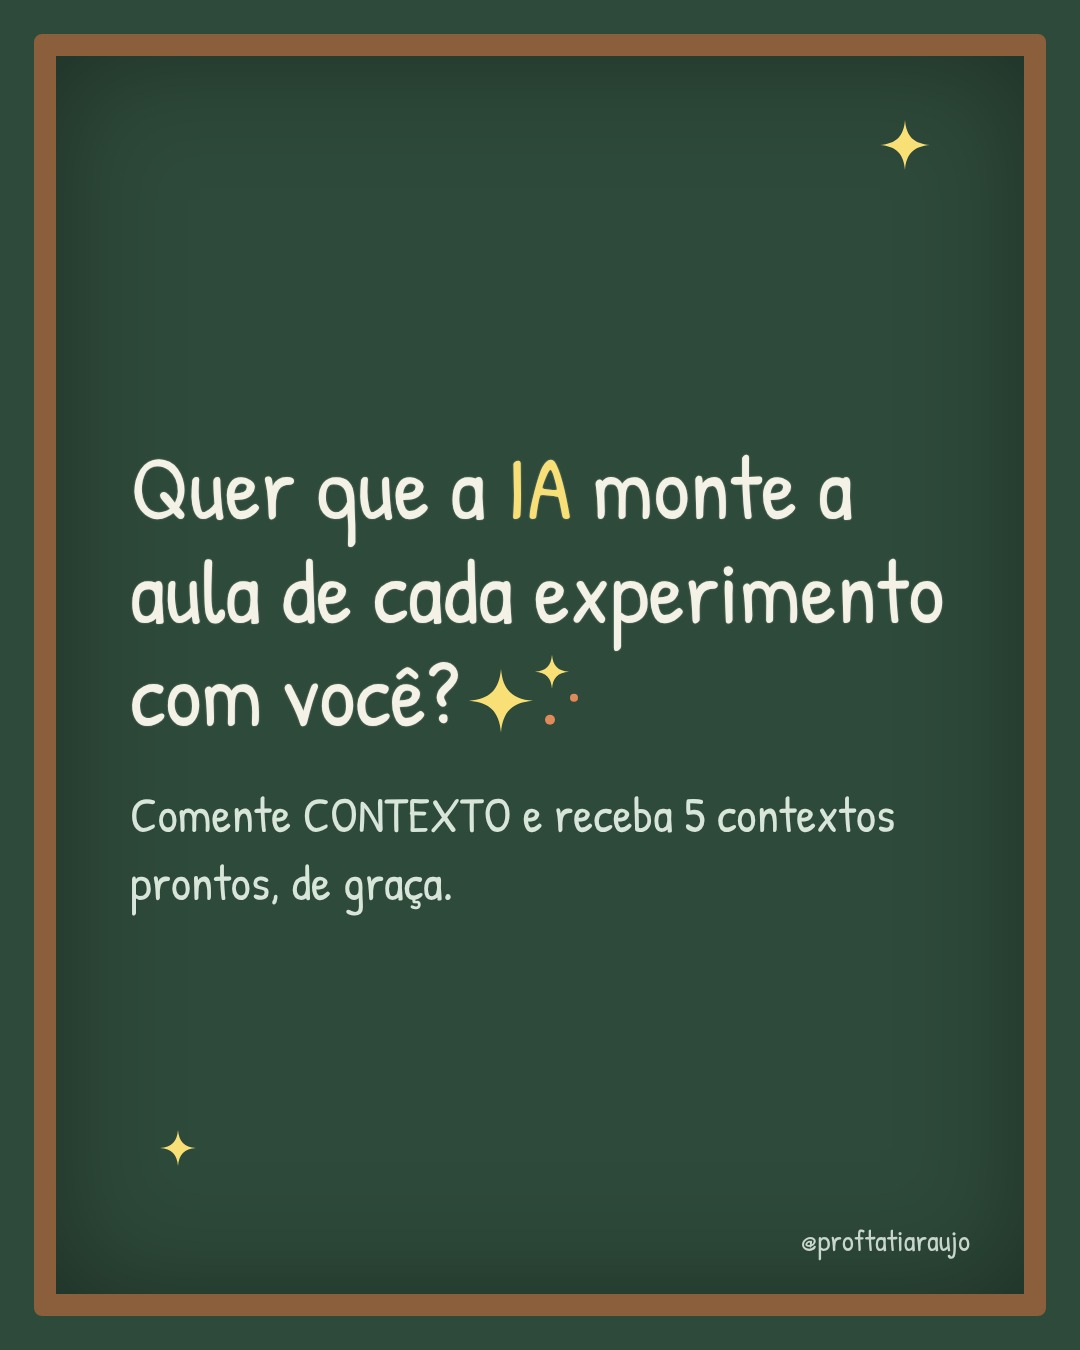 Quer que a IA monte a
aula de cada experimento
com você?
Comente CONTEXTO e receba 5 contextos
prontos, de graça.
@proftatiaraujo